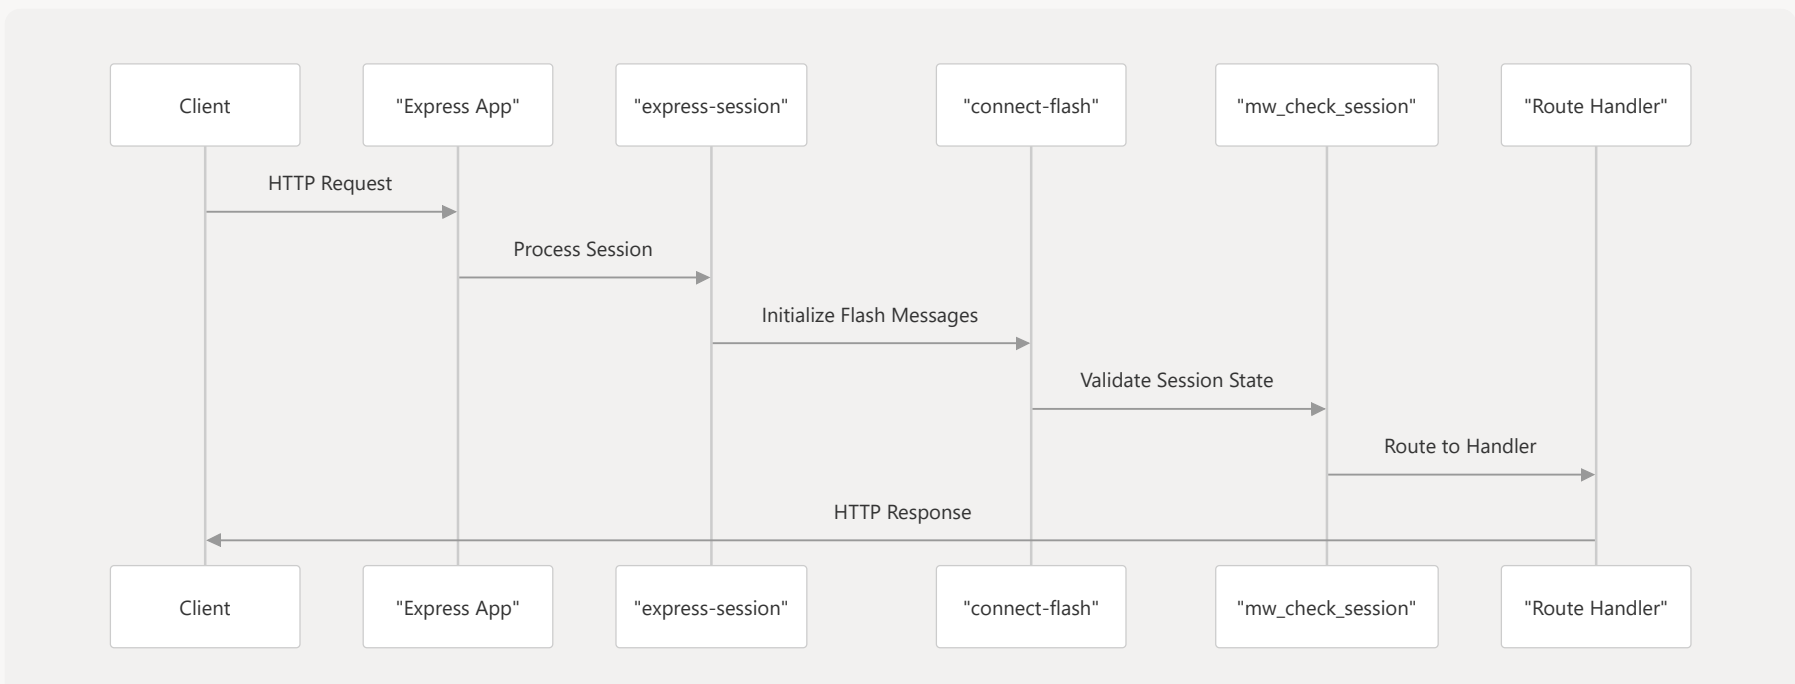 Client
"Express App"
"express-session"
"connect-flash"
"mw_check_session"
"Route Handler"
HTTP Request
Process Session
Initialize Flash Messages
Validate Session State
Route to Handler
HTTP Response
Client
"Express App"
"express-session"
"connect-flash"
"mw_check_session"
"Route Handler"